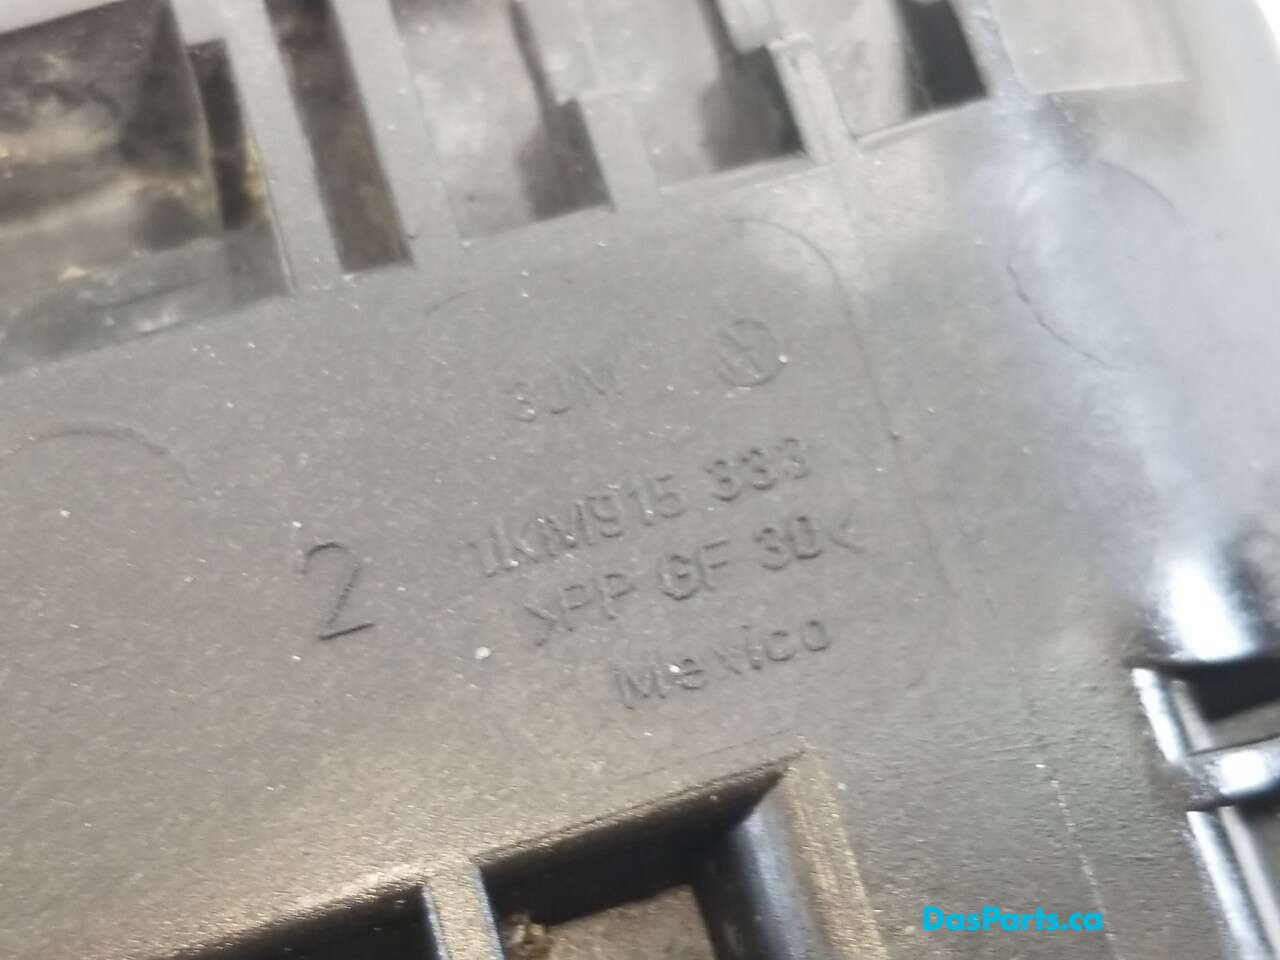 3JM
1KM915 333
2
>PP GF 30<
Mexico
DasParts.ca